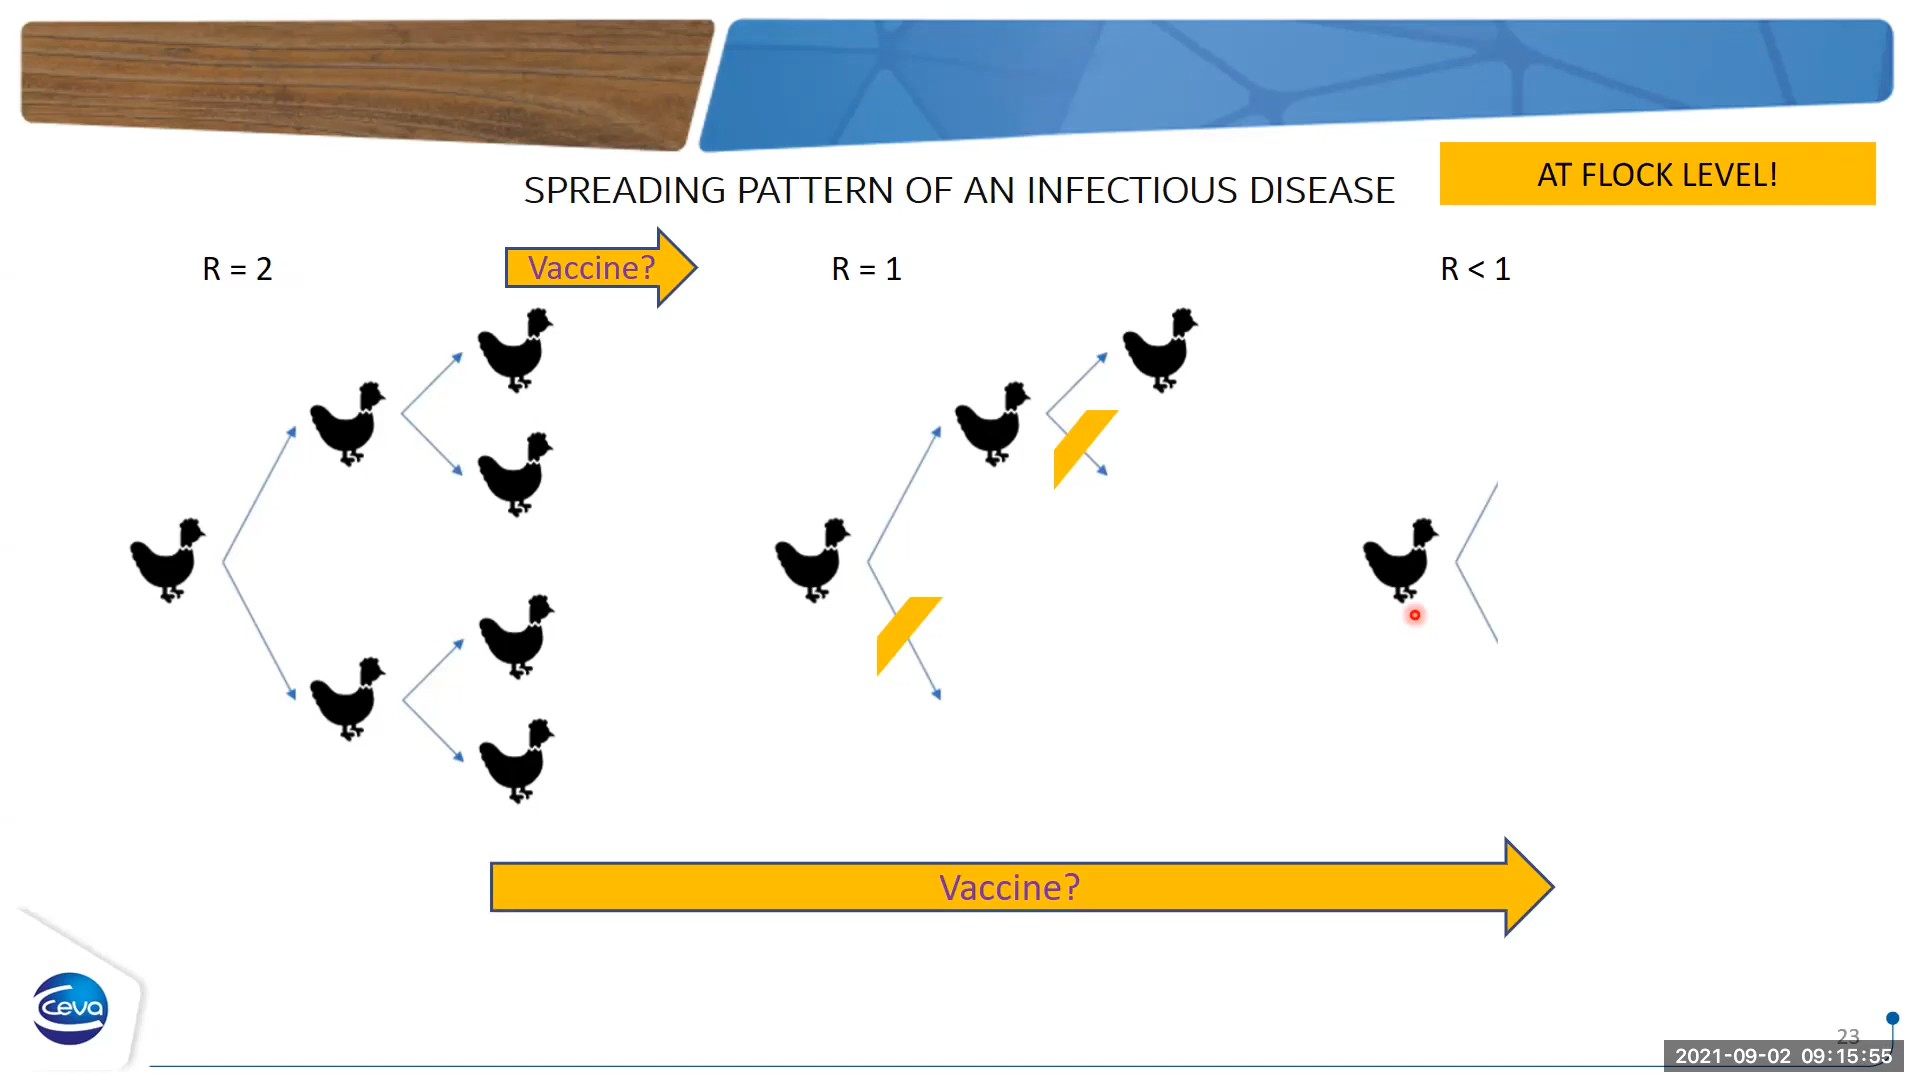 AT FLOCK LEVEL!
SPREADING PATTERN OF AN INFECTIOUS DISEASE
R = 2
Vaccine?
R = 1
R < 1
Vaccine?
Ceva
23
2021-09-02 09:15:55